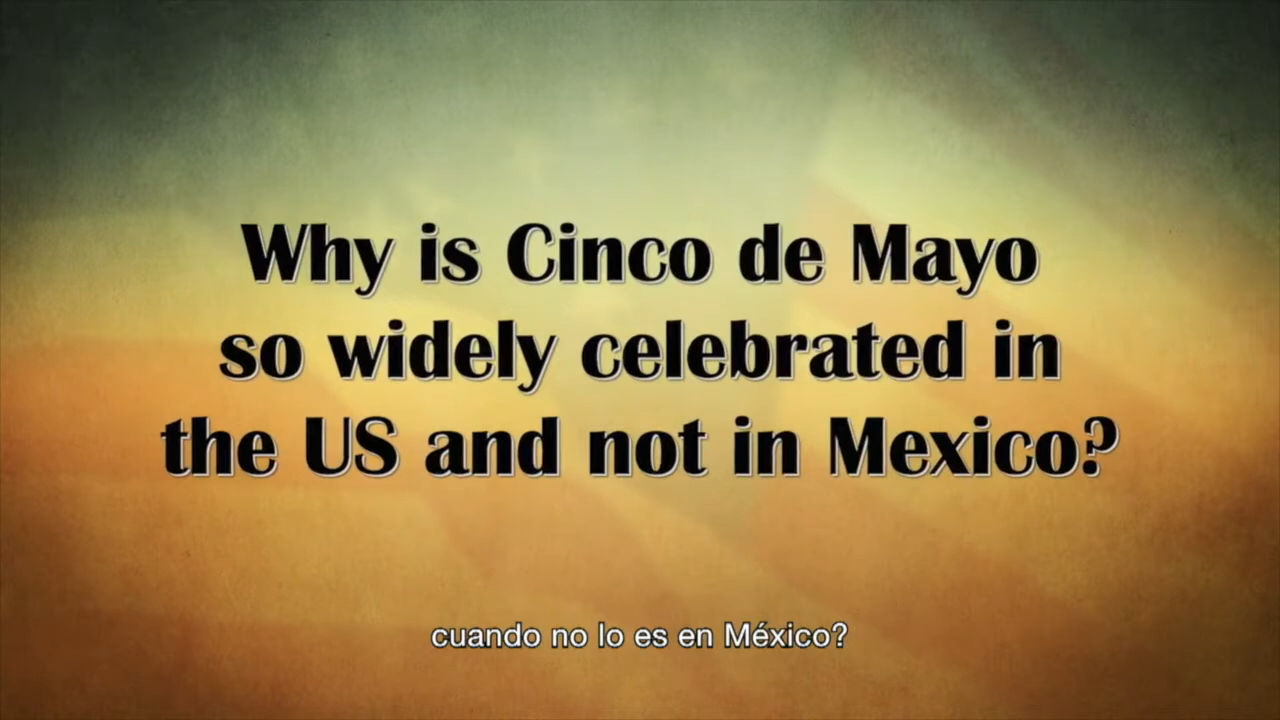 Why is Cinco de Mayo
so widely celebrated in
the US and not in Mexico?
cuando no lo es en México?